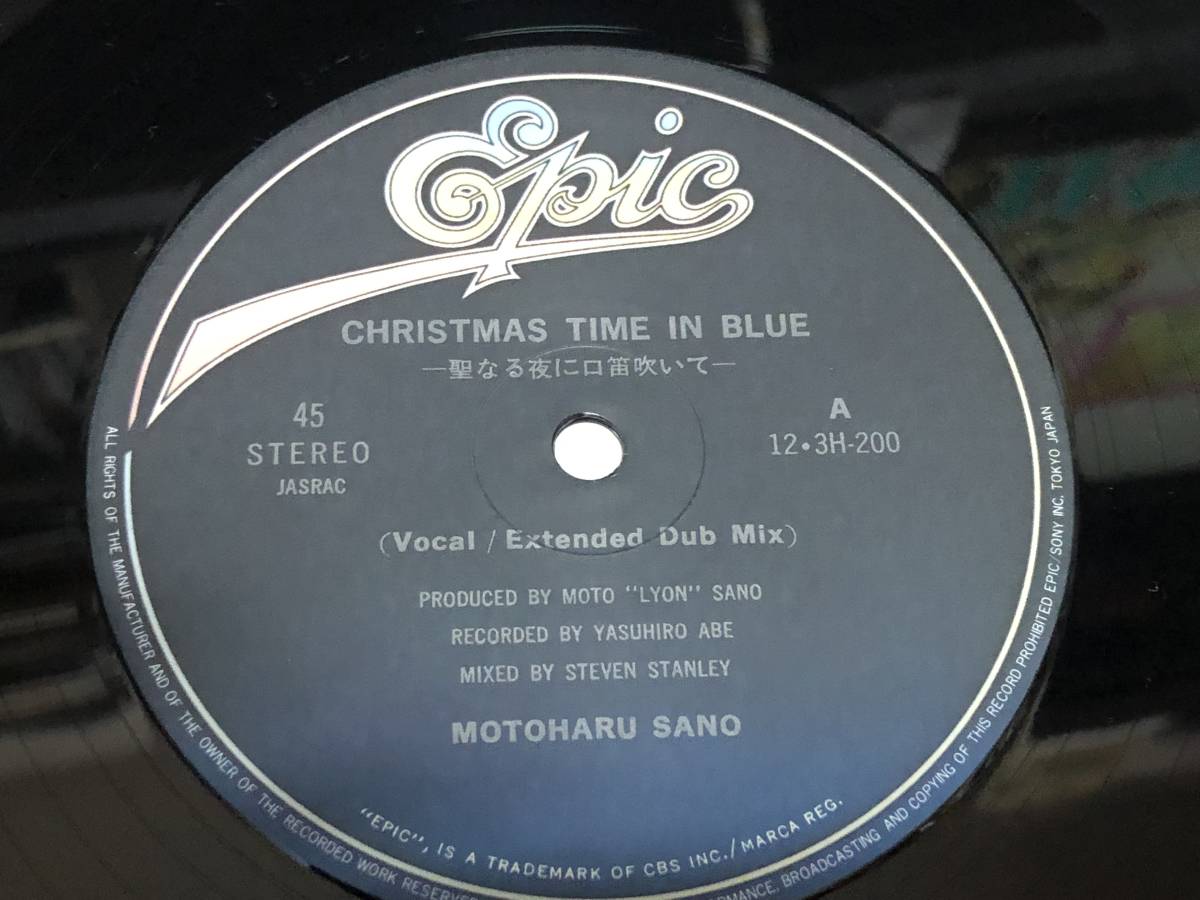 Epic
CHRISTMAS TIME IN BLUE
―聖なる夜に口笛吹いて―
45
STEREO
JASRAC
A
12•3H-200
(Vocal / Extended Dub Mix)
PRODUCED BY MOTO "LYON" SANO
RECORDED BY YASUHIRO ABE
MIXED BY STEVEN STANLEY
MOTOHARU SANO
"EPIC", IS A TRADEMARK OF CBS INC./MARCA REG.
ALL RIGHTS OF THE MANUFACTURER AND OF THE OWNER OF THE RECORDED WORK RESERVED
BROADCASTING AND COPYING OF THIS RECORD PROHIBITED EPIC/SONY INC. TOKYO JAPAN